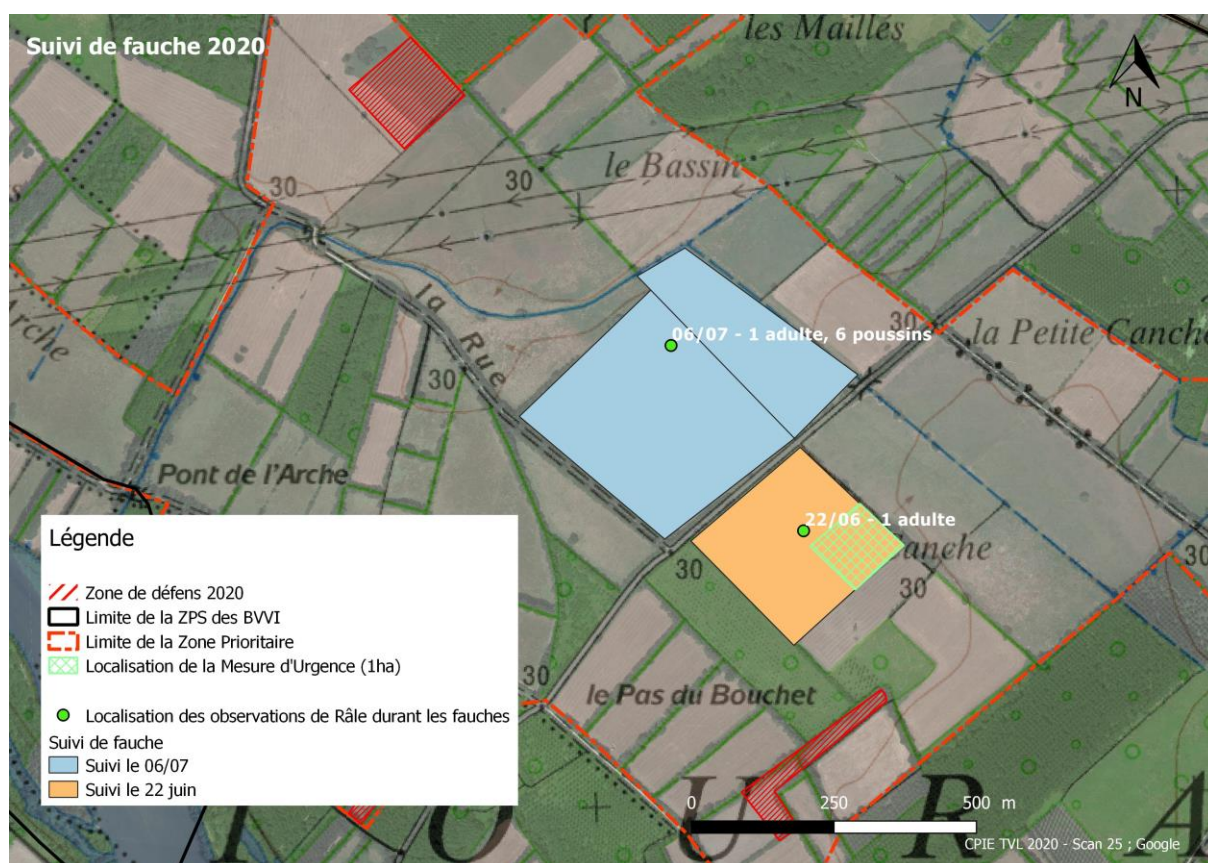 Suivi de fauche 2020
les Maillés
N
le Bassin
30
30
la Rue
30
06/07 - 1 adulte, 6 poussins
30
la Petite Canche
Arche
Pont de l'Arche
22/06 - 1 adulte
anche
30
30
30
30
le Pas du Bouchet
Légende
Zone de défens 2020
Limite de la ZPS des BVVI
Limite de la Zone Prioritaire
Localisation de la Mesure d'Urgence (1ha)
Localisation des observations de Râle durant les fauches
Suivi de fauche
Suivi le 06/07
Suivi le 22 juin
0 250 500 m
O U R A
CPIE TVL 2020 - Scan 25 ; Google